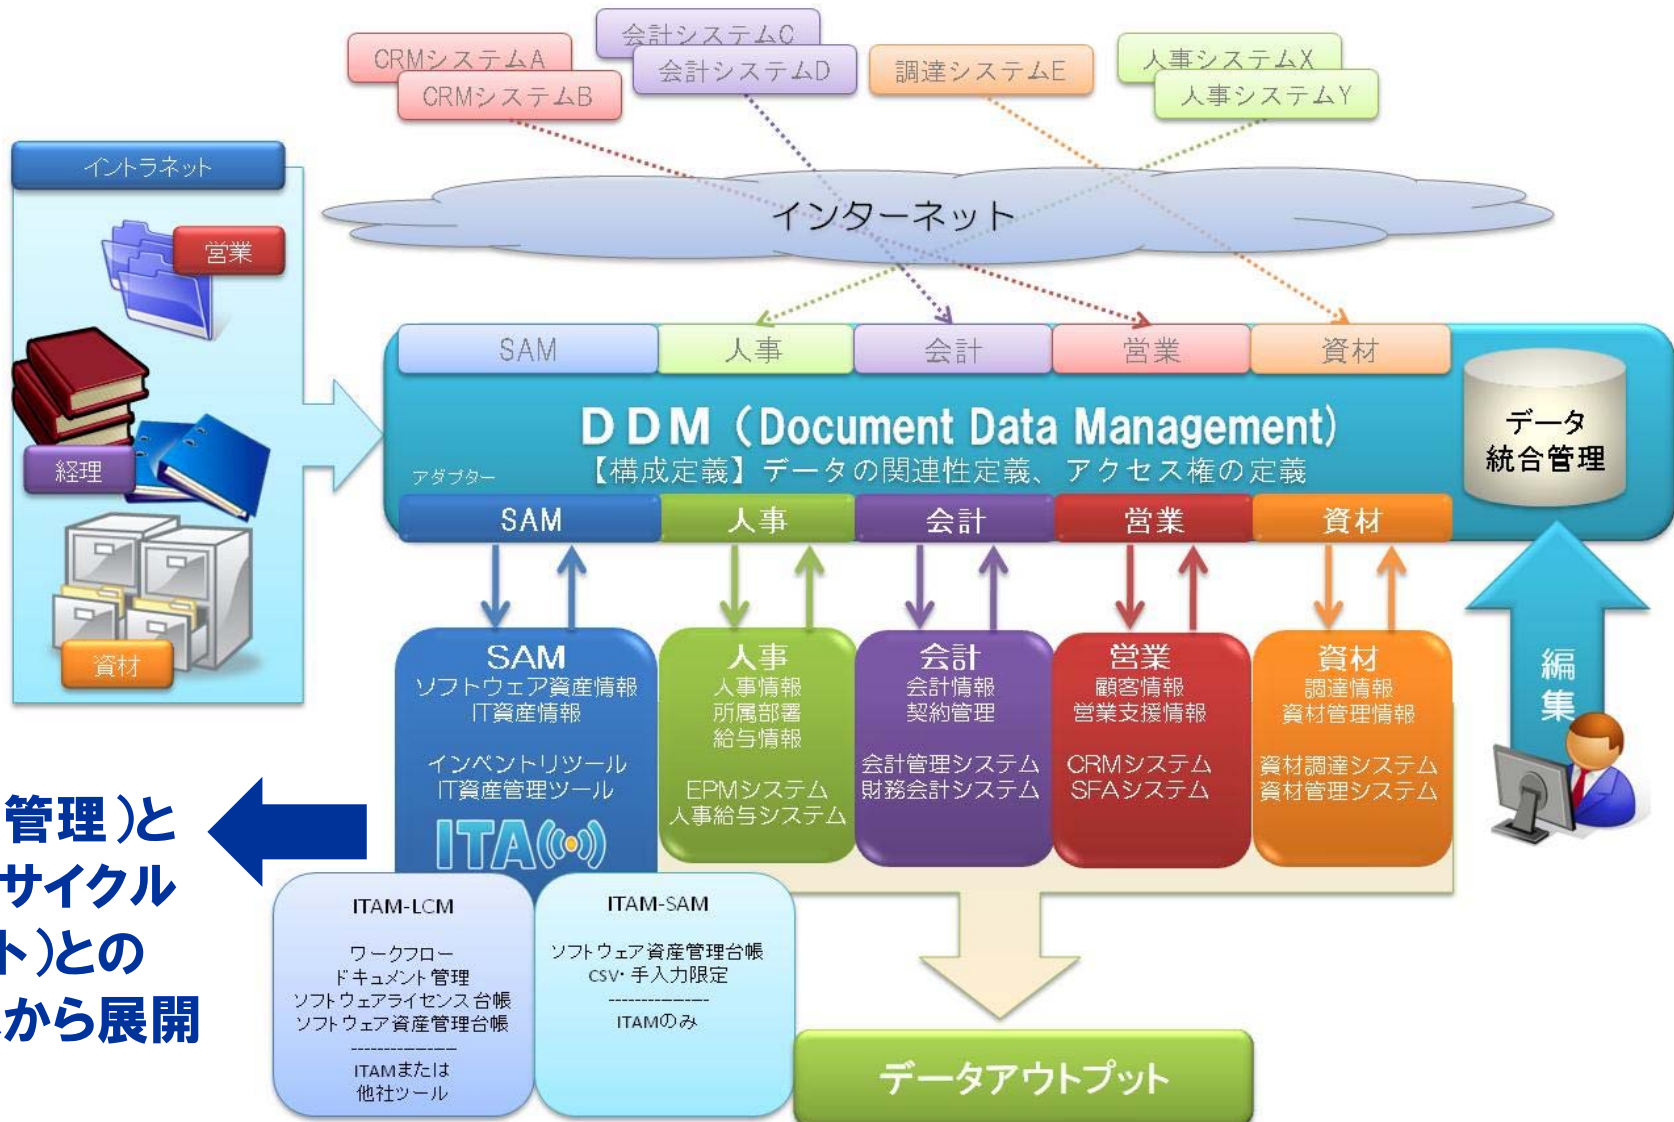 CRMシステムA
CRMシステムB
会計システムC
会計システムD
調達システムE
人事システムX
人事システムY
イントラネット
営業
経理
資材
インターネット
SAM
人事
会計
営業
資材
DDM（Document Data Management)
アダプター
【構成定義】データの関連性定義、アクセス権の定義
データ
統合管理
SAM
人事
会計
営業
資材
SAM
ソフトウェア資産情報
IT資産情報
インベントリツール
IT資産管理ツール
ITA
人事
人事情報
所属部署
給与情報
EPMシステム
人事給与システム
会計
会計情報
契約管理
会計管理システム
財務会計システム
営業
顧客情報
営業支援情報
CRMシステム
SFAシステム
資材
調達情報
資材管理情報
資材調達システム
資材管理システム
編
集
管理）と
サイクル
ト）との
から展開
ITAM-LCM
ワークフロー
ドキュメント管理
ソフトウェアライセンス台帳
ソフトウェア資産管理台帳
-----------------
ITAMまたは
他社ツール
ITAM-SAM
ソフトウェア資産管理台帳
CSV・手入力限定
----------------
ITAMのみ
データアウトプット